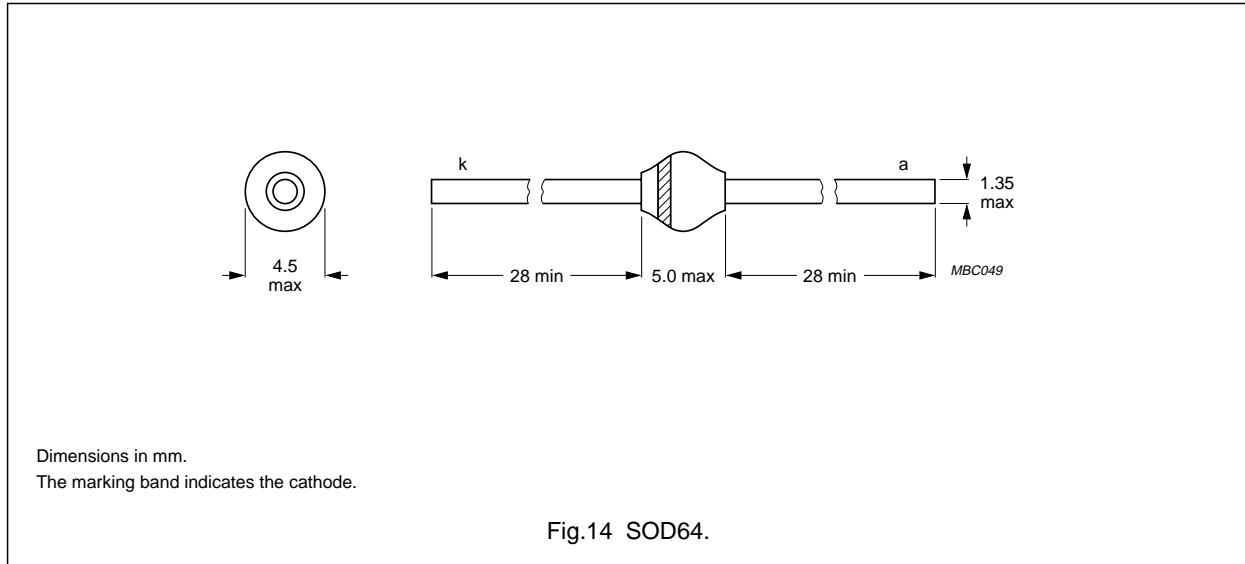 k
a
1.35
max
4.5
max
28 min
5.0 max
28 min
MBC049
Dimensions in mm.
The marking band indicates the cathode.
Fig.14 SOD64.